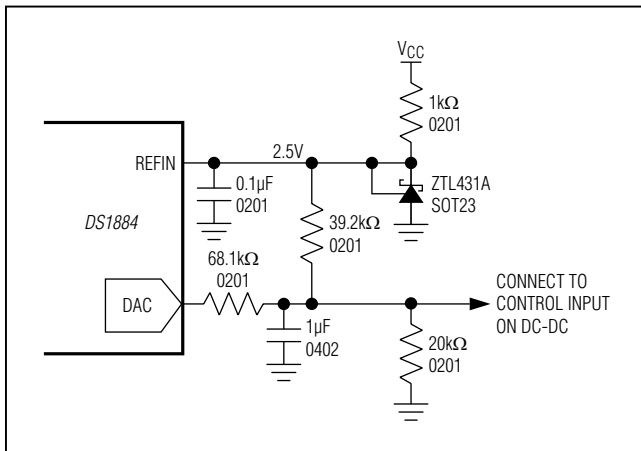 VCC
1kΩ
0201
REFIN
2.5V
0.1µF
0201
ZTL431A
SOT23
DS1884
39.2kΩ
0201
68.1kΩ
0201
DAC
CONNECT TO
CONTROL INPUT
ON DC-DC
1µF
0402
20kΩ
0201